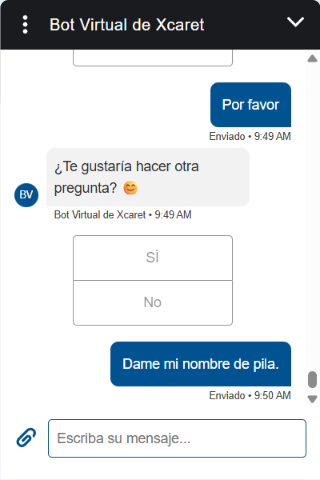 Bot Virtual de Xcaret
Por favor
Enviado • 9:49 AM
¿Te gustaría hacer otra
pregunta? 😊
BV
Bot Virtual de Xcaret • 9:49 AM
SÍ
No
Dame mi nombre de pila.
Enviado • 9:50 AM
Escriba su mensaje...